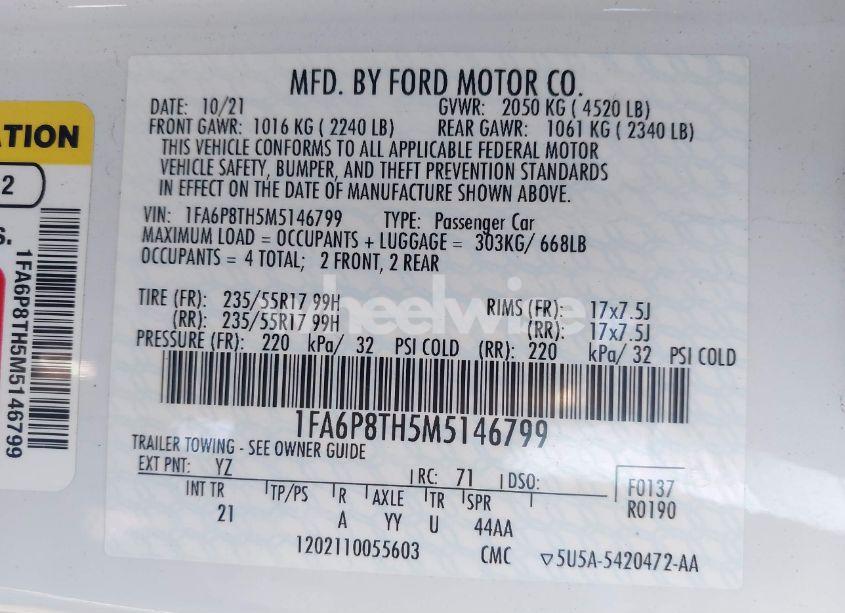 MFD. BY FORD MOTOR CO.
DATE: 10/21 GVWR: 2050 KG ( 4520 LB)
FRONT GAWR: 1016 KG ( 2240 LB) REAR GAWR: 1061 KG ( 2340 LB)
THIS VEHICLE CONFORMS TO ALL APPLICABLE FEDERAL MOTOR
VEHICLE SAFETY, BUMPER, AND THEFT PREVENTION STANDARDS
IN EFFECT ON THE DATE OF MANUFACTURE SHOWN ABOVE.
VIN: 1FA6P8TH5M5146799 TYPE: Passenger Car
MAXIMUM LOAD = OCCUPANTS + LUGGAGE = 303KG/ 668LB
OCCUPANTS = 4 TOTAL; 2 FRONT, 2 REAR
TIRE (FR): 235/55R17 99H RIMS (FR): 17x7.5J
(RR): 235/55R17 99H (RR): 17x7.5J
PRESSURE (FR): 220 kPa/ 32 PSI COLD (RR): 220 kPa/ 32 PSI COLD
1FA6P8TH5M5146799
TRAILER TOWING - SEE OWNER GUIDE
EXT PNT: YZ RC: 71 DSO: F0137
INT TR TP/PS R AXLE TR SPR R0190
21 A YY U 44AA
1202110055603 CMC ▽5U5A-5420472-AA
ATION
2
S.
1FA6P8TH5M5146799
heelwise